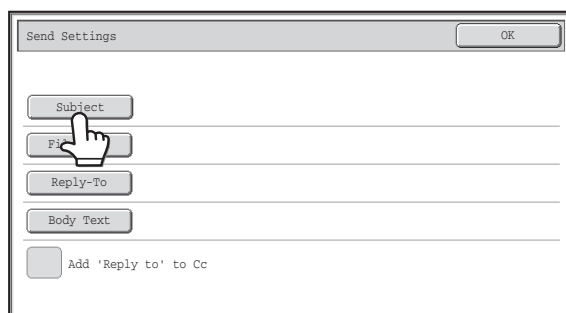 Send Settings OK
Subject
Reply-To
Body Text
Add 'Reply to' to Cc